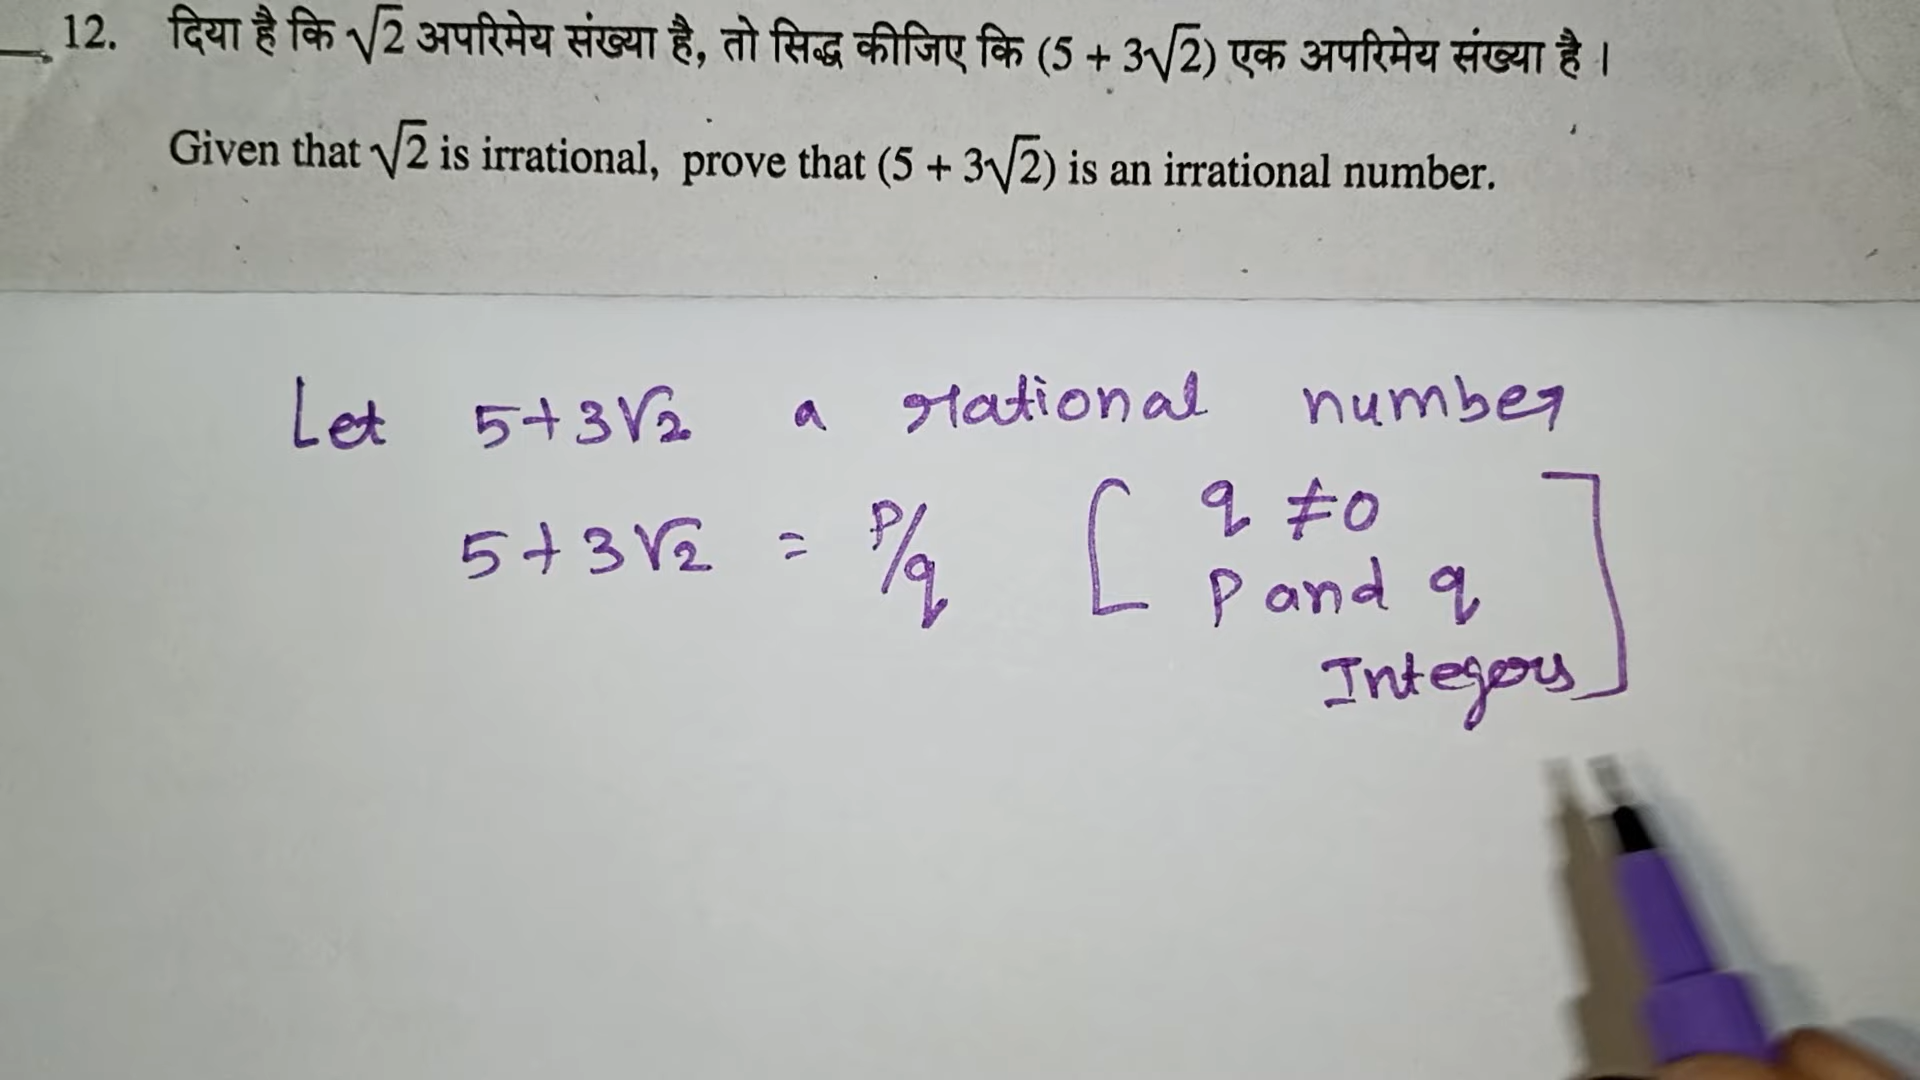 12. दिया है कि √2 अपरिमेय संख्या है, तो सिद्ध कीजिए कि (5 + 3√2) एक अपरिमेय संख्या है ।
Given that √2 is irrational, prove that (5 + 3√2) is an irrational number.
Let 5+3√2 a rational number
5+3√2 = P/q [ q ≠0
P and q
Integers ]